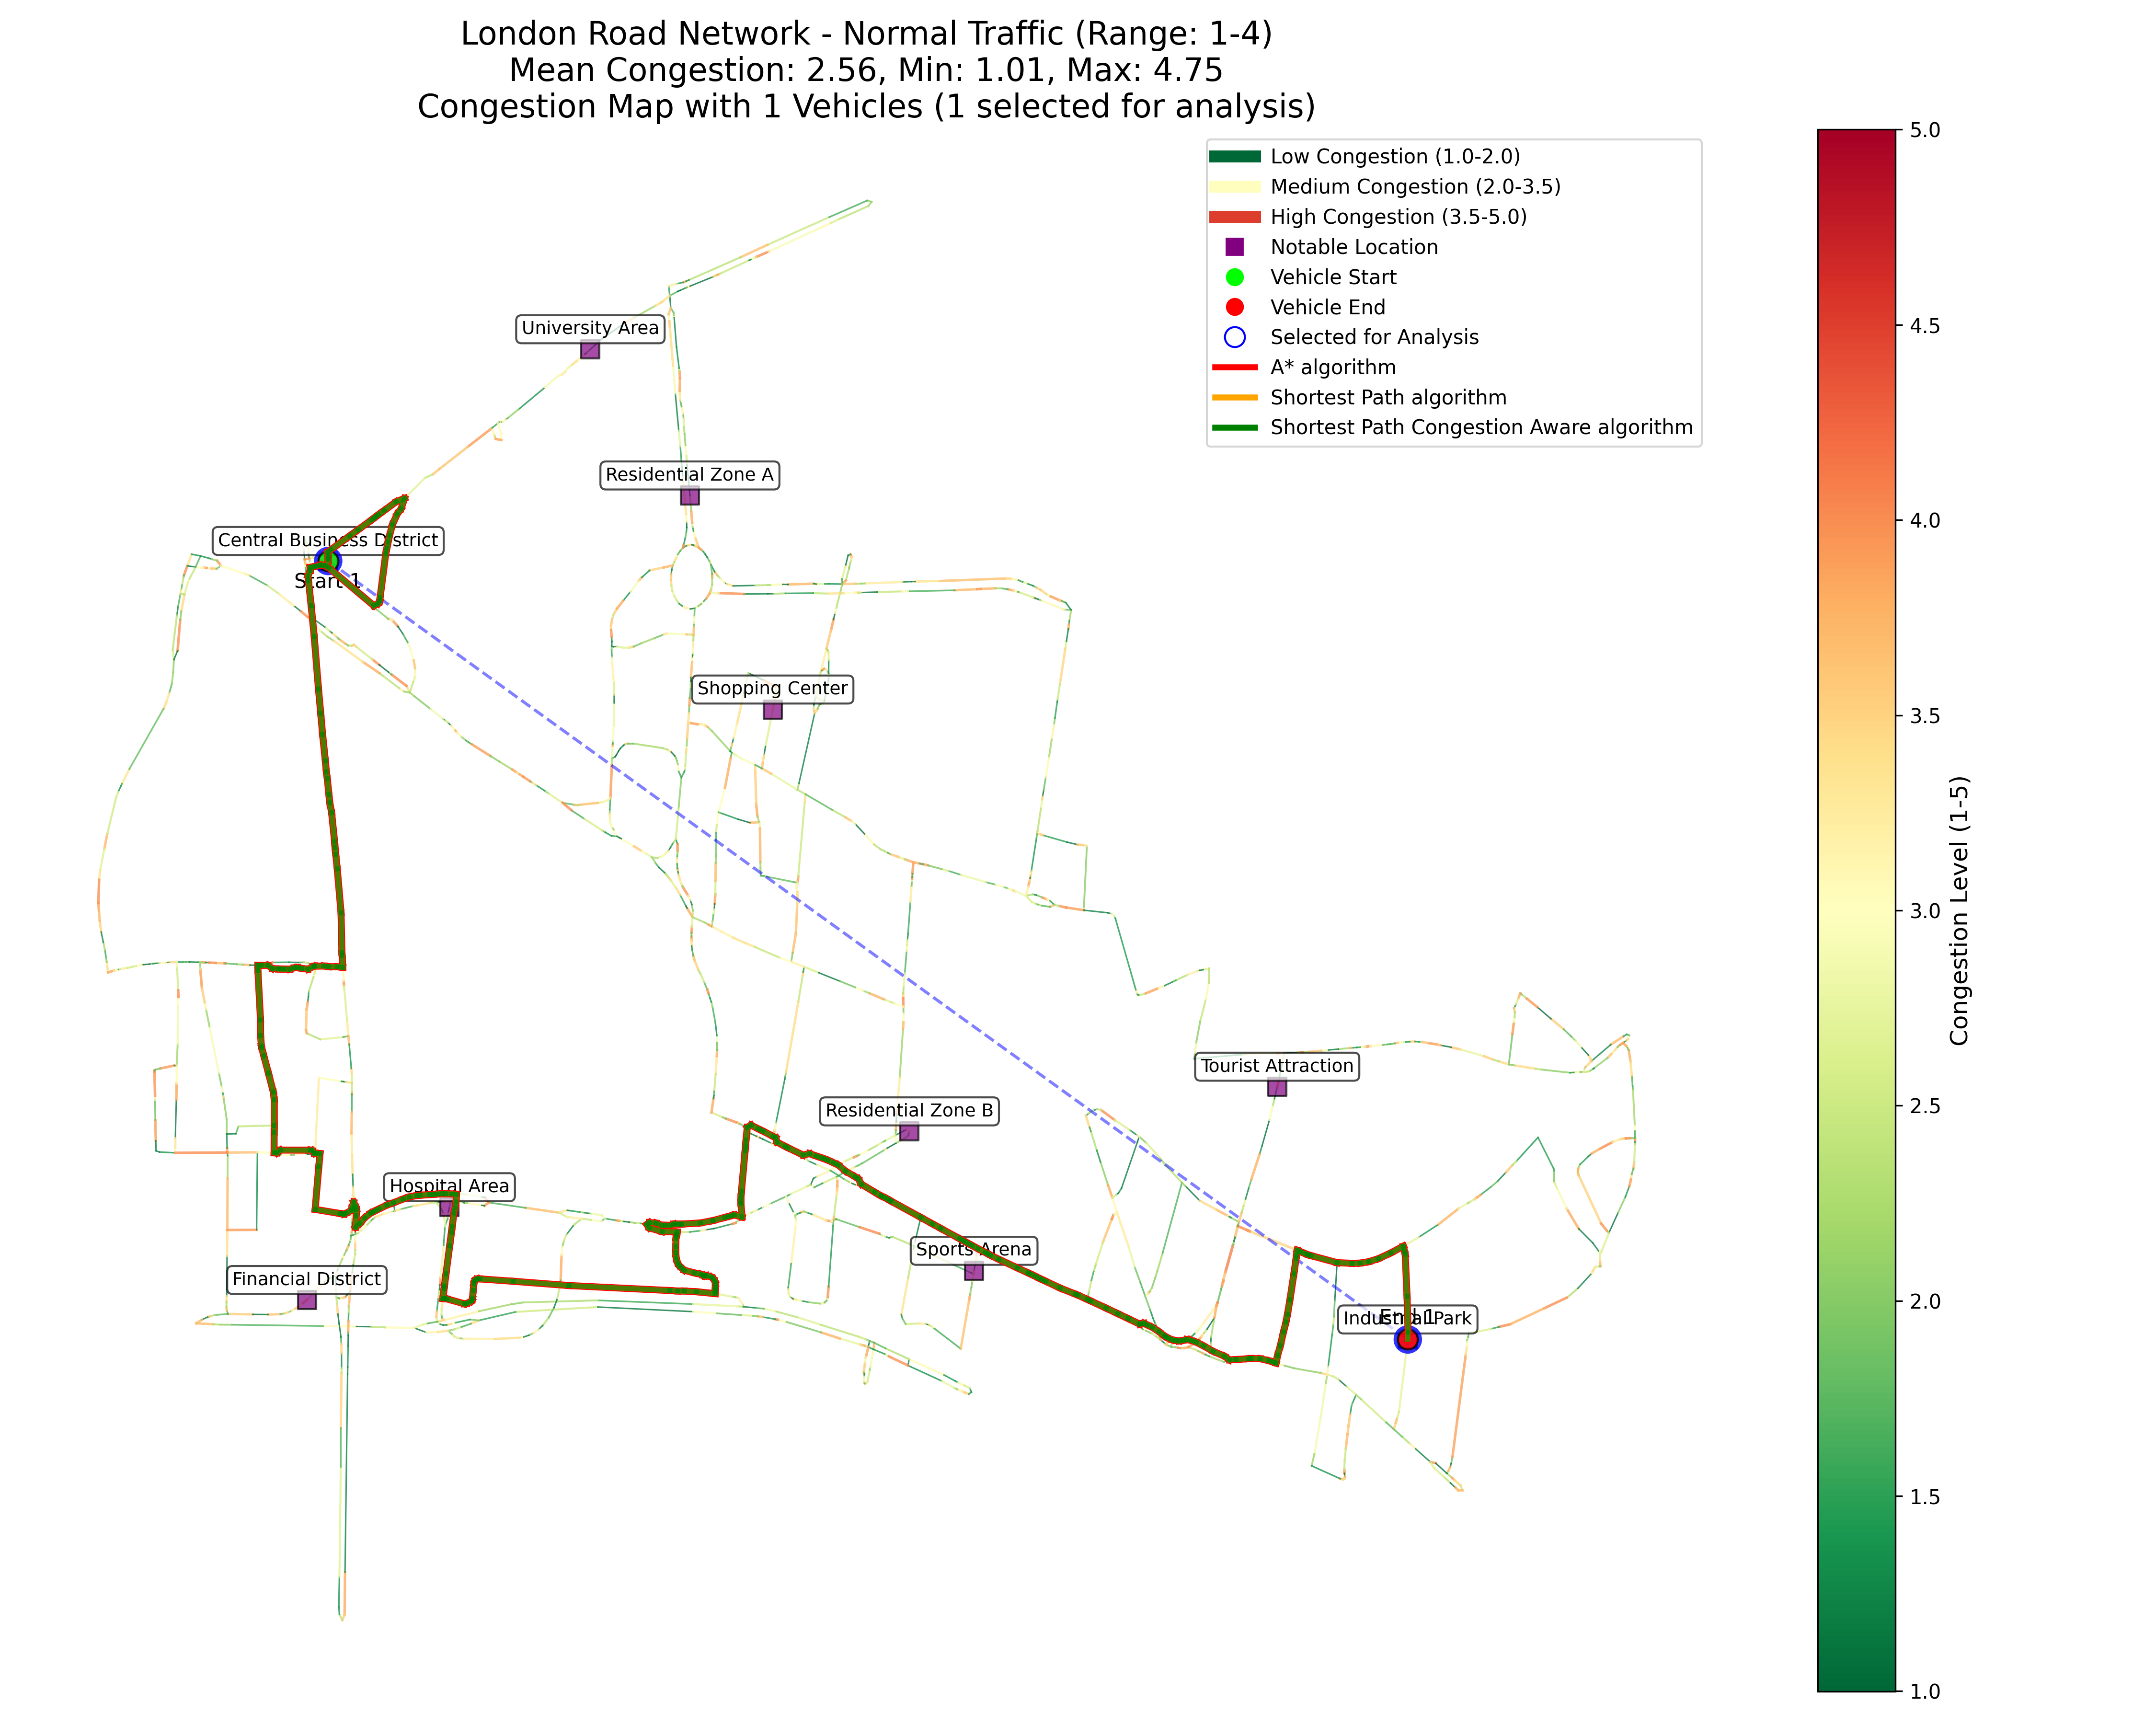 London Road Network - Normal Traffic (Range: 1-4)
Mean Congestion: 2.56, Min: 1.01, Max: 4.75
Congestion Map with 1 Vehicles (1 selected for analysis)
Low Congestion (1.0-2.0)
Medium Congestion (2.0-3.5)
High Congestion (3.5-5.0)
Notable Location
Vehicle Start
Vehicle End
Selected for Analysis
A* algorithm
Shortest Path algorithm
Shortest Path Congestion Aware algorithm
University Area
Residential Zone A
Central Business District
Start 1
Shopping Center
Tourist Attraction
Residential Zone B
Hospital Area
Sports Arena
Financial District
End 1
Industrial Park
5.0
4.5
4.0
3.5
3.0
2.5
2.0
1.5
1.0
Congestion Level (1-5)